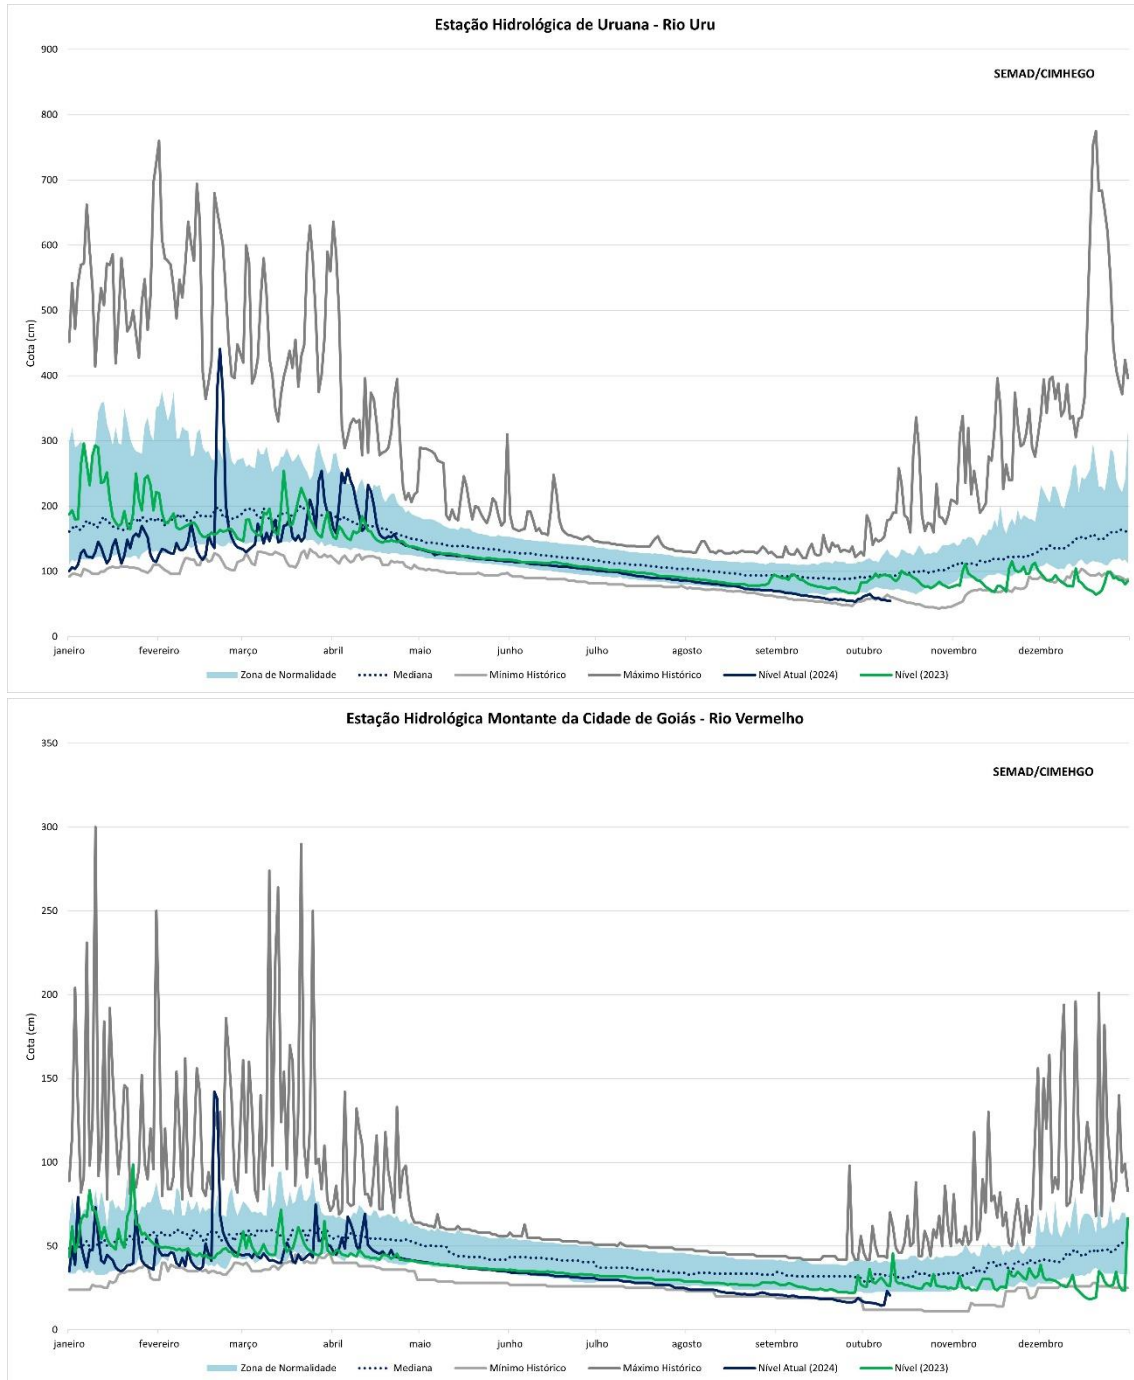 Estação Hidrológica de Uruana - Rio Uru
SEMAD/CIMHEGO
900
800
700
600
500
400
300
200
100
0
Cota (cm)
janeiro fevereiro março abril maio junho julho agosto setembro outubro novembro dezembro
Zona de Normalidade Mediana Mínimo Histórico Máximo Histórico Nível Atual (2024) Nível (2023)
Estação Hidrológica Montante da Cidade de Goiás - Rio Vermelho
SEMAD/CIMEHGO
350
300
250
200
150
100
50
0
Cota (cm)
janeiro fevereiro março abril maio junho julho agosto setembro outubro novembro dezembro
Zona de Normalidade Mediana Mínimo Histórico Máximo Histórico Nível Atual (2024) Nível (2023)